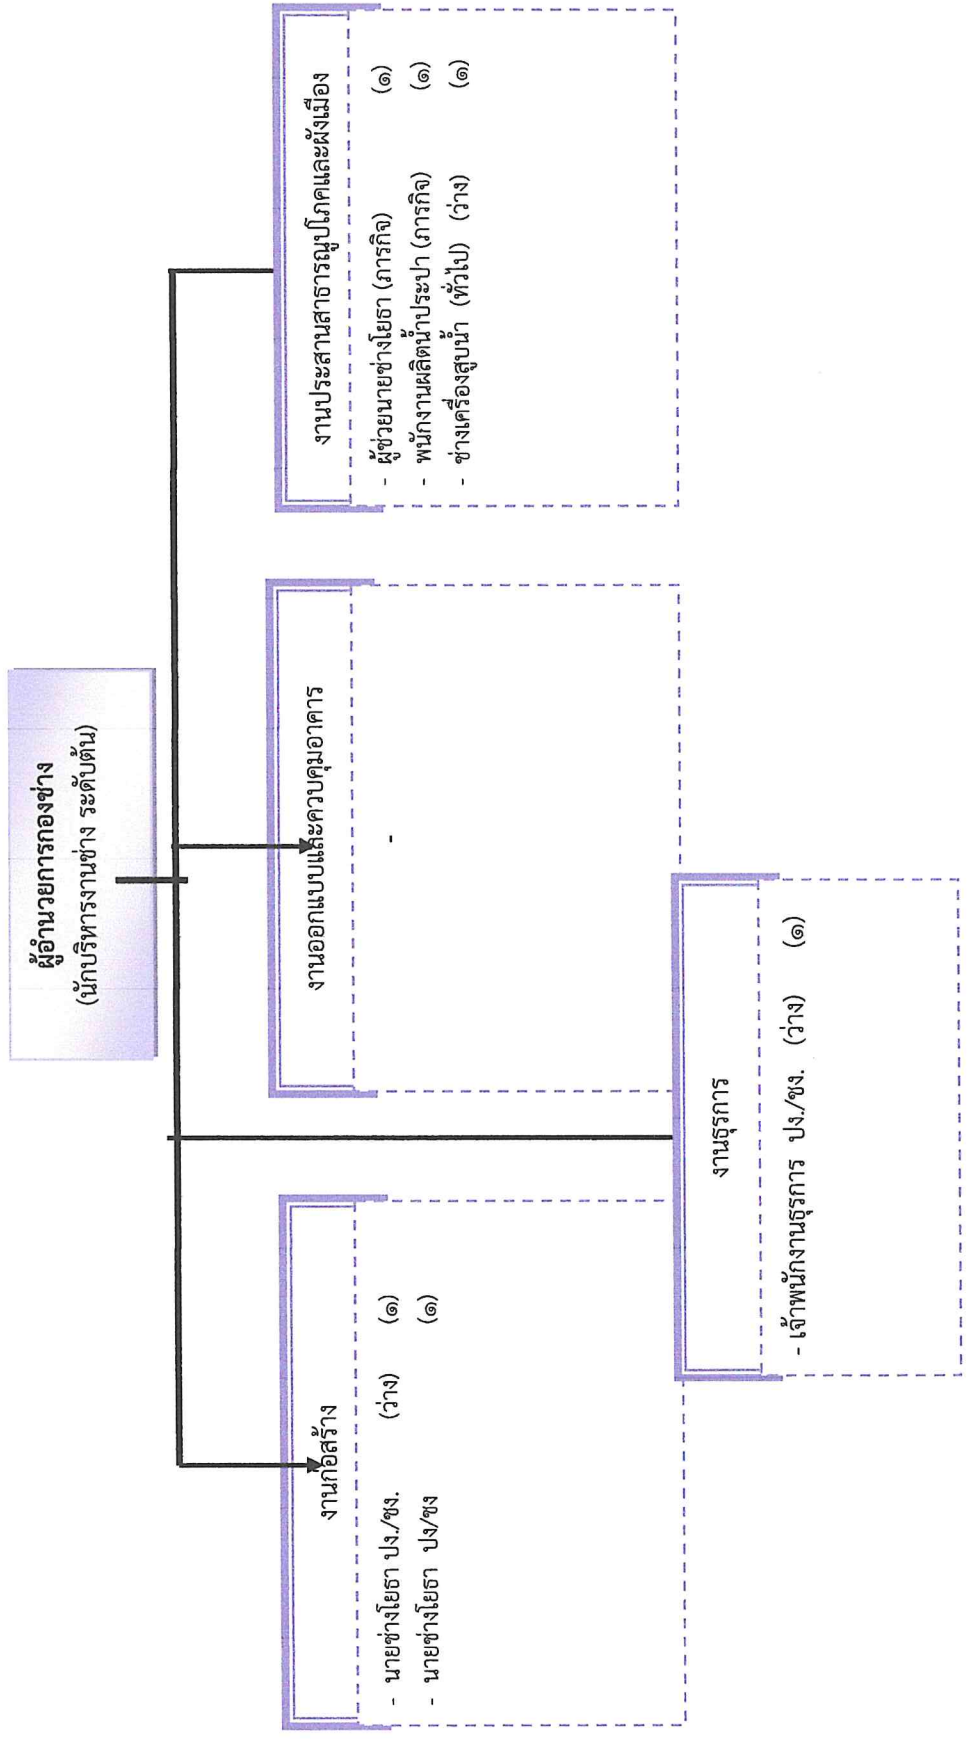 ผู้อำนวยการกองช่าง
(นักบริหารงานช่าง ระดับต้น)
งานก่อสร้าง
- นายช่างโยธา ปง./ชง. (ว่าง) (๑)
- นายช่างโยธา ปง/ชง (๑)
งานออกแบบและควบคุมอาคาร
-
งานประสานสาธารณูปโภคและผังเมือง
- ผู้ช่วยนายช่างโยธา (ภารกิจ) (๑)
- พนักงานผลิตน้ำประปา (ภารกิจ) (๑)
- ช่างเครื่องสูบน้ำ (ทั่วไป) (ว่าง) (๑)
งานธุรการ
- เจ้าพนักงานธุรการ ปง./ชง. (ว่าง) (๑)